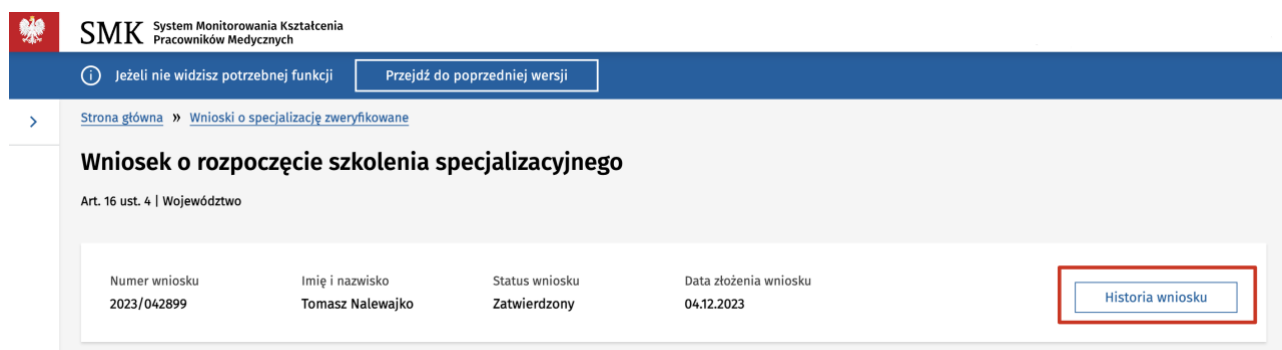 SMK System Monitorowania Kształcenia
Pracowników Medycznych
Jeżeli nie widzisz potrzebnej funkcji Przejdź do poprzedniej wersji
Strona główna » Wnioski o specjalizację zweryfikowane
Wniosek o rozpoczęcie szkolenia specjalizacyjnego
Art. 16 ust. 4 | Województwo
Numer wniosku Imię i nazwisko Status wniosku Data złożenia wniosku
2023/042899 Tomasz Nalewajko Zatwierdzony 04.12.2023
Historia wniosku